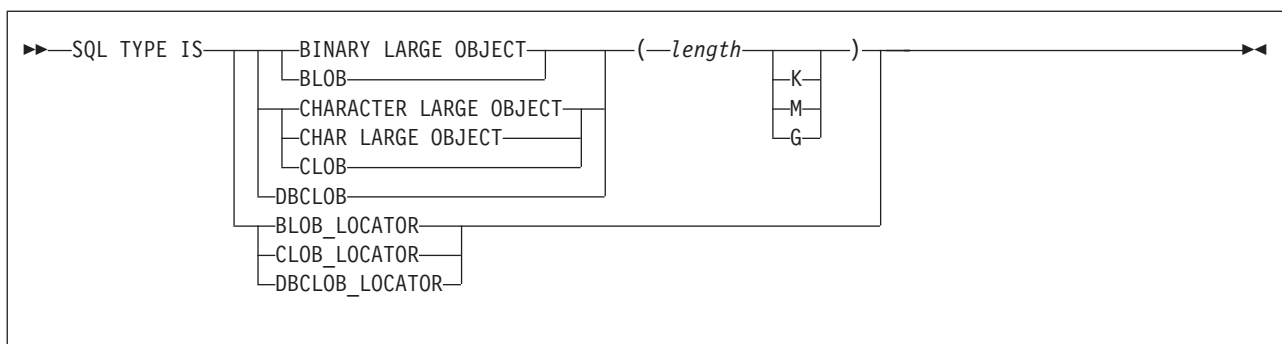 SQL TYPE IS BINARY LARGE OBJECT ( length )
BLOB K
CHARACTER LARGE OBJECT M
CHAR LARGE OBJECT G
CLOB
DBCLOB
BLOB_LOCATOR
CLOB_LOCATOR
DBCLOB_LOCATOR